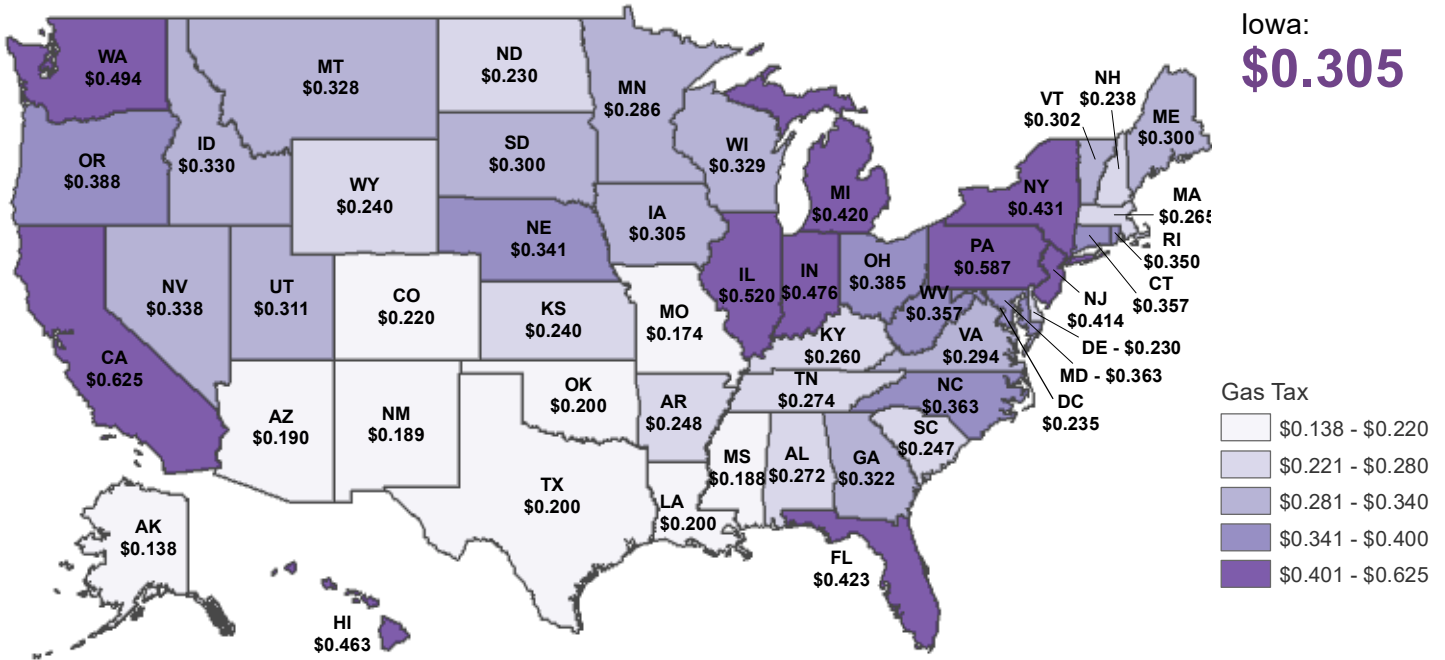 Iowa:
$0.305
WA
$0.494
MT
$0.328
ND
$0.230
MN
$0.286
NH
$0.238
VT
$0.302
ME
$0.300
OR
$0.388
ID
$0.330
SD
$0.300
WI
$0.329
WY
$0.240
MI
$0.420
NY
$0.431
MA
$0.265
NE
$0.341
IA
$0.305
RI
$0.350
CT
$0.357
NV
$0.338
UT
$0.311
CO
$0.220
KS
$0.240
MO
$0.174
IL
$0.520
IN
$0.476
OH
$0.385
PA
$0.587
WV
$0.357
NJ
$0.414
CA
$0.625
KY
$0.260
VA
$0.294
DE - $0.230
MD - $0.363
DC
$0.235
AZ
$0.190
NM
$0.189
OK
$0.200
AR
$0.248
TN
$0.274
NC
$0.363
SC
$0.247
TX
$0.200
LA
$0.200
MS
$0.188
AL
$0.272
GA
$0.322
AK
$0.138
HI
$0.463
FL
$0.423
Gas Tax
$0.138 - $0.220
$0.221 - $0.280
$0.281 - $0.340
$0.341 - $0.400
$0.401 - $0.625